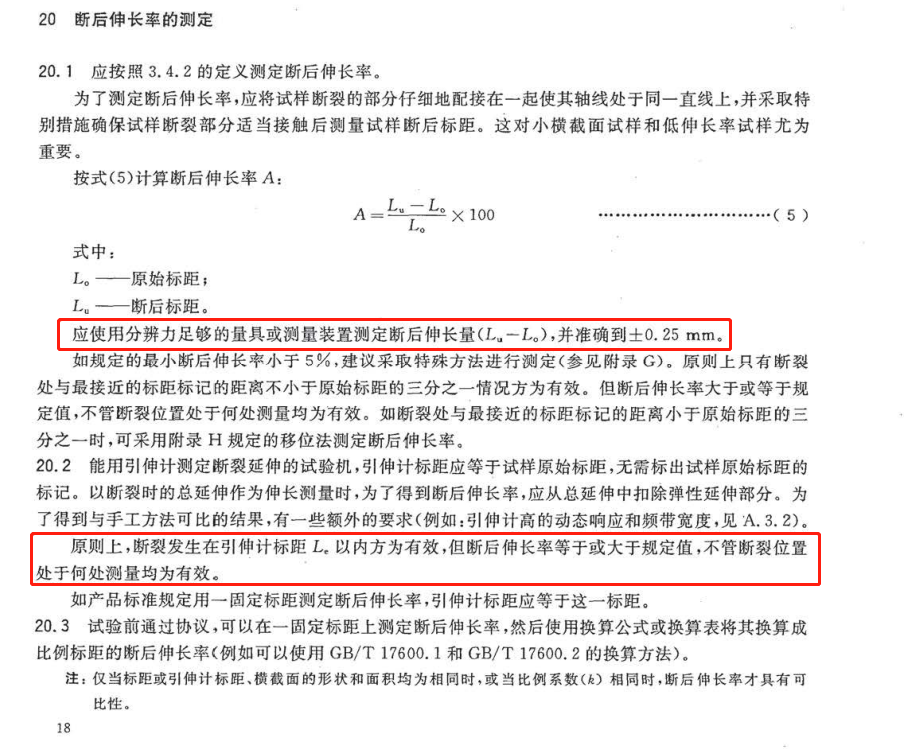 20 断后伸长率的测定
20.1 应按照3.4.2的定义测定断后伸长率。
为了测定断后伸长率,应将试样断裂的部分仔细地配接在一起使其轴线处于同一直线上,并采取特
别措施确保试样断裂部分适当接触后测量试样断后标距。这对小横截面试样和低伸长率试样尤为
重要。
按式(5)计算断后伸长率A:
A = (Lᵤ − Lₒ) / Lₒ × 100 …………………………( 5 )
式中:
Lₒ ——原始标距;
Lᵤ ——断后标距。
应使用分辨力足够的量具或测量装置测定断后伸长量(Lᵤ−Lₒ),并准确到±0.25 mm。
如规定的最小断后伸长率小于5%,建议采取特殊方法进行测定(参见附录G)。原则上只有断裂
处与最接近的标距标记的距离不小于原始标距的三分之一情况方为有效。但断后伸长率大于或等于规
定值,不管断裂位置处于何处测量均为有效。如断裂处与最接近的标距标记的距离小于原始标距的三
分之一时,可采用附录H规定的移位法测定断后伸长率。
20.2 能用引伸计测定断裂延伸的试验机,引伸计标距应等于试样原始标距,无需标出试样原始标距的
标记。以断裂时的总延伸作为伸长测量时,为了得到断后伸长率,应从总延伸中扣除弹性延伸部分。为
了得到与手工方法可比的结果,有一些额外的要求(例如:引伸计高的动态响应和频带宽度,见A.3.2)。
原则上,断裂发生在引伸计标距Lₑ以内方为有效,但断后伸长率等于或大于规定值,不管断裂位置
处于何处测量均为有效。
如产品标准规定用一固定标距测定断后伸长率,引伸计标距应等于这一标距。
20.3 试验前通过协议,可以在一固定标距上测定断后伸长率,然后使用换算公式或换算表将其换算成
比例标距的断后伸长率(例如可以使用GB/T 17600.1和GB/T 17600.2的换算方法)。
注:仅当标距或引伸计标距、横截面的形状和面积均为相同时,或当比例系数(k)相同时,断后伸长率才具有可
比性。
18